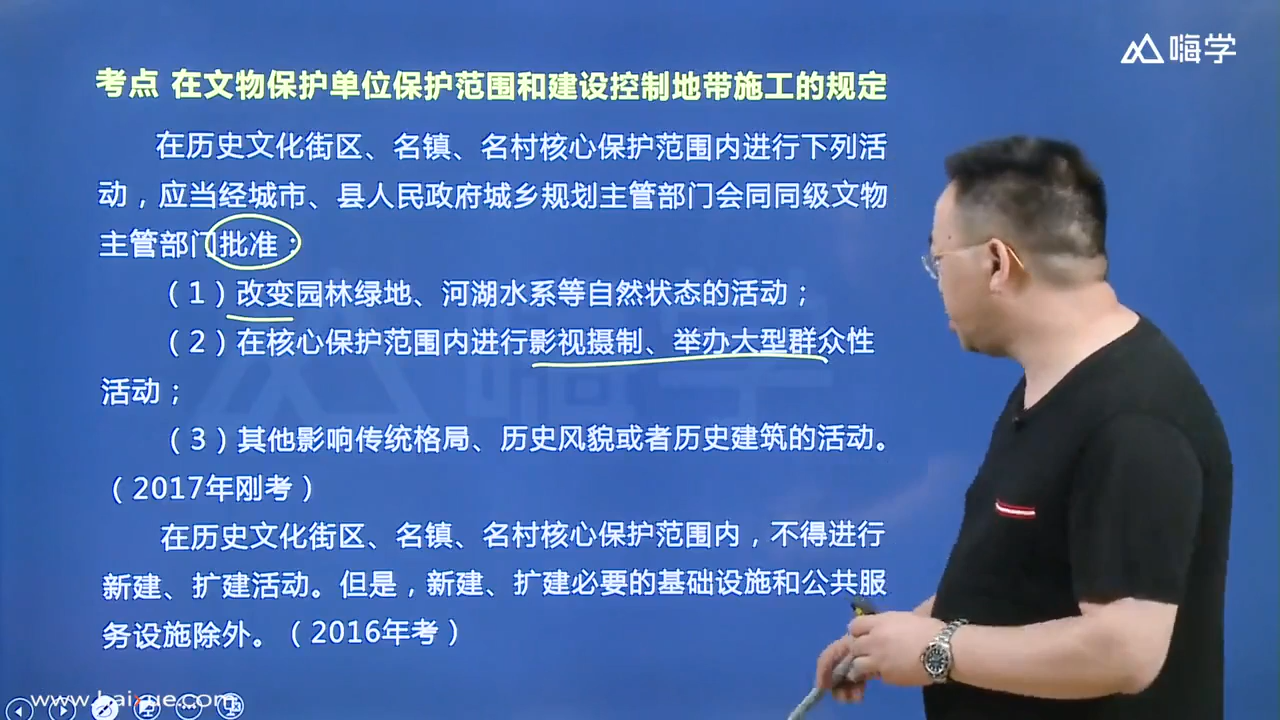 嗨学
考点 在文物保护单位保护范围和建设控制地带施工的规定
在历史文化街区、名镇、名村核心保护范围内进行下列活
动，应当经城市、县人民政府城乡规划主管部门会同同级文物
主管部门批准：
（1）改变园林绿地、河湖水系等自然状态的活动；
（2）在核心保护范围内进行影视摄制、举办大型群众性
活动；
（3）其他影响传统格局、历史风貌或者历史建筑的活动。
（2017年刚考）
在历史文化街区、名镇、名村核心保护范围内，不得进行
新建、扩建活动。但是，新建、扩建必要的基础设施和公共服
务设施除外。（2016年考）
www.haixue.com